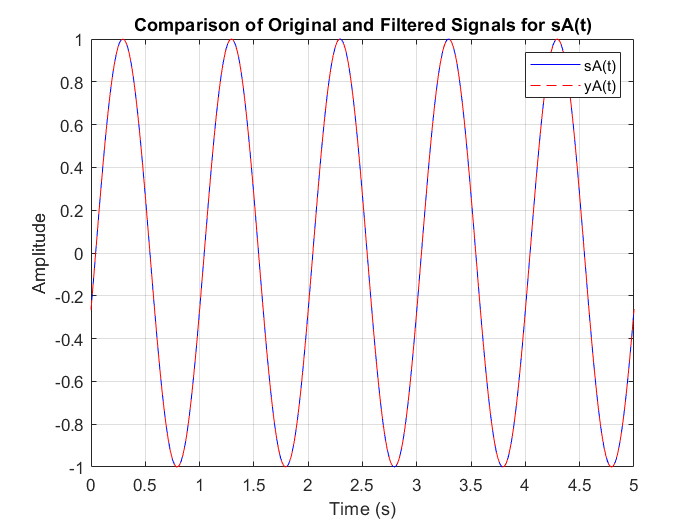 Comparison of Original and Filtered Signals for sA(t)
1
0.8
0.6
0.4
0.2
0
-0.2
-0.4
-0.6
-0.8
-1
Amplitude
sA(t)
yA(t)
0 0.5 1 1.5 2 2.5 3 3.5 4 4.5 5
Time (s)